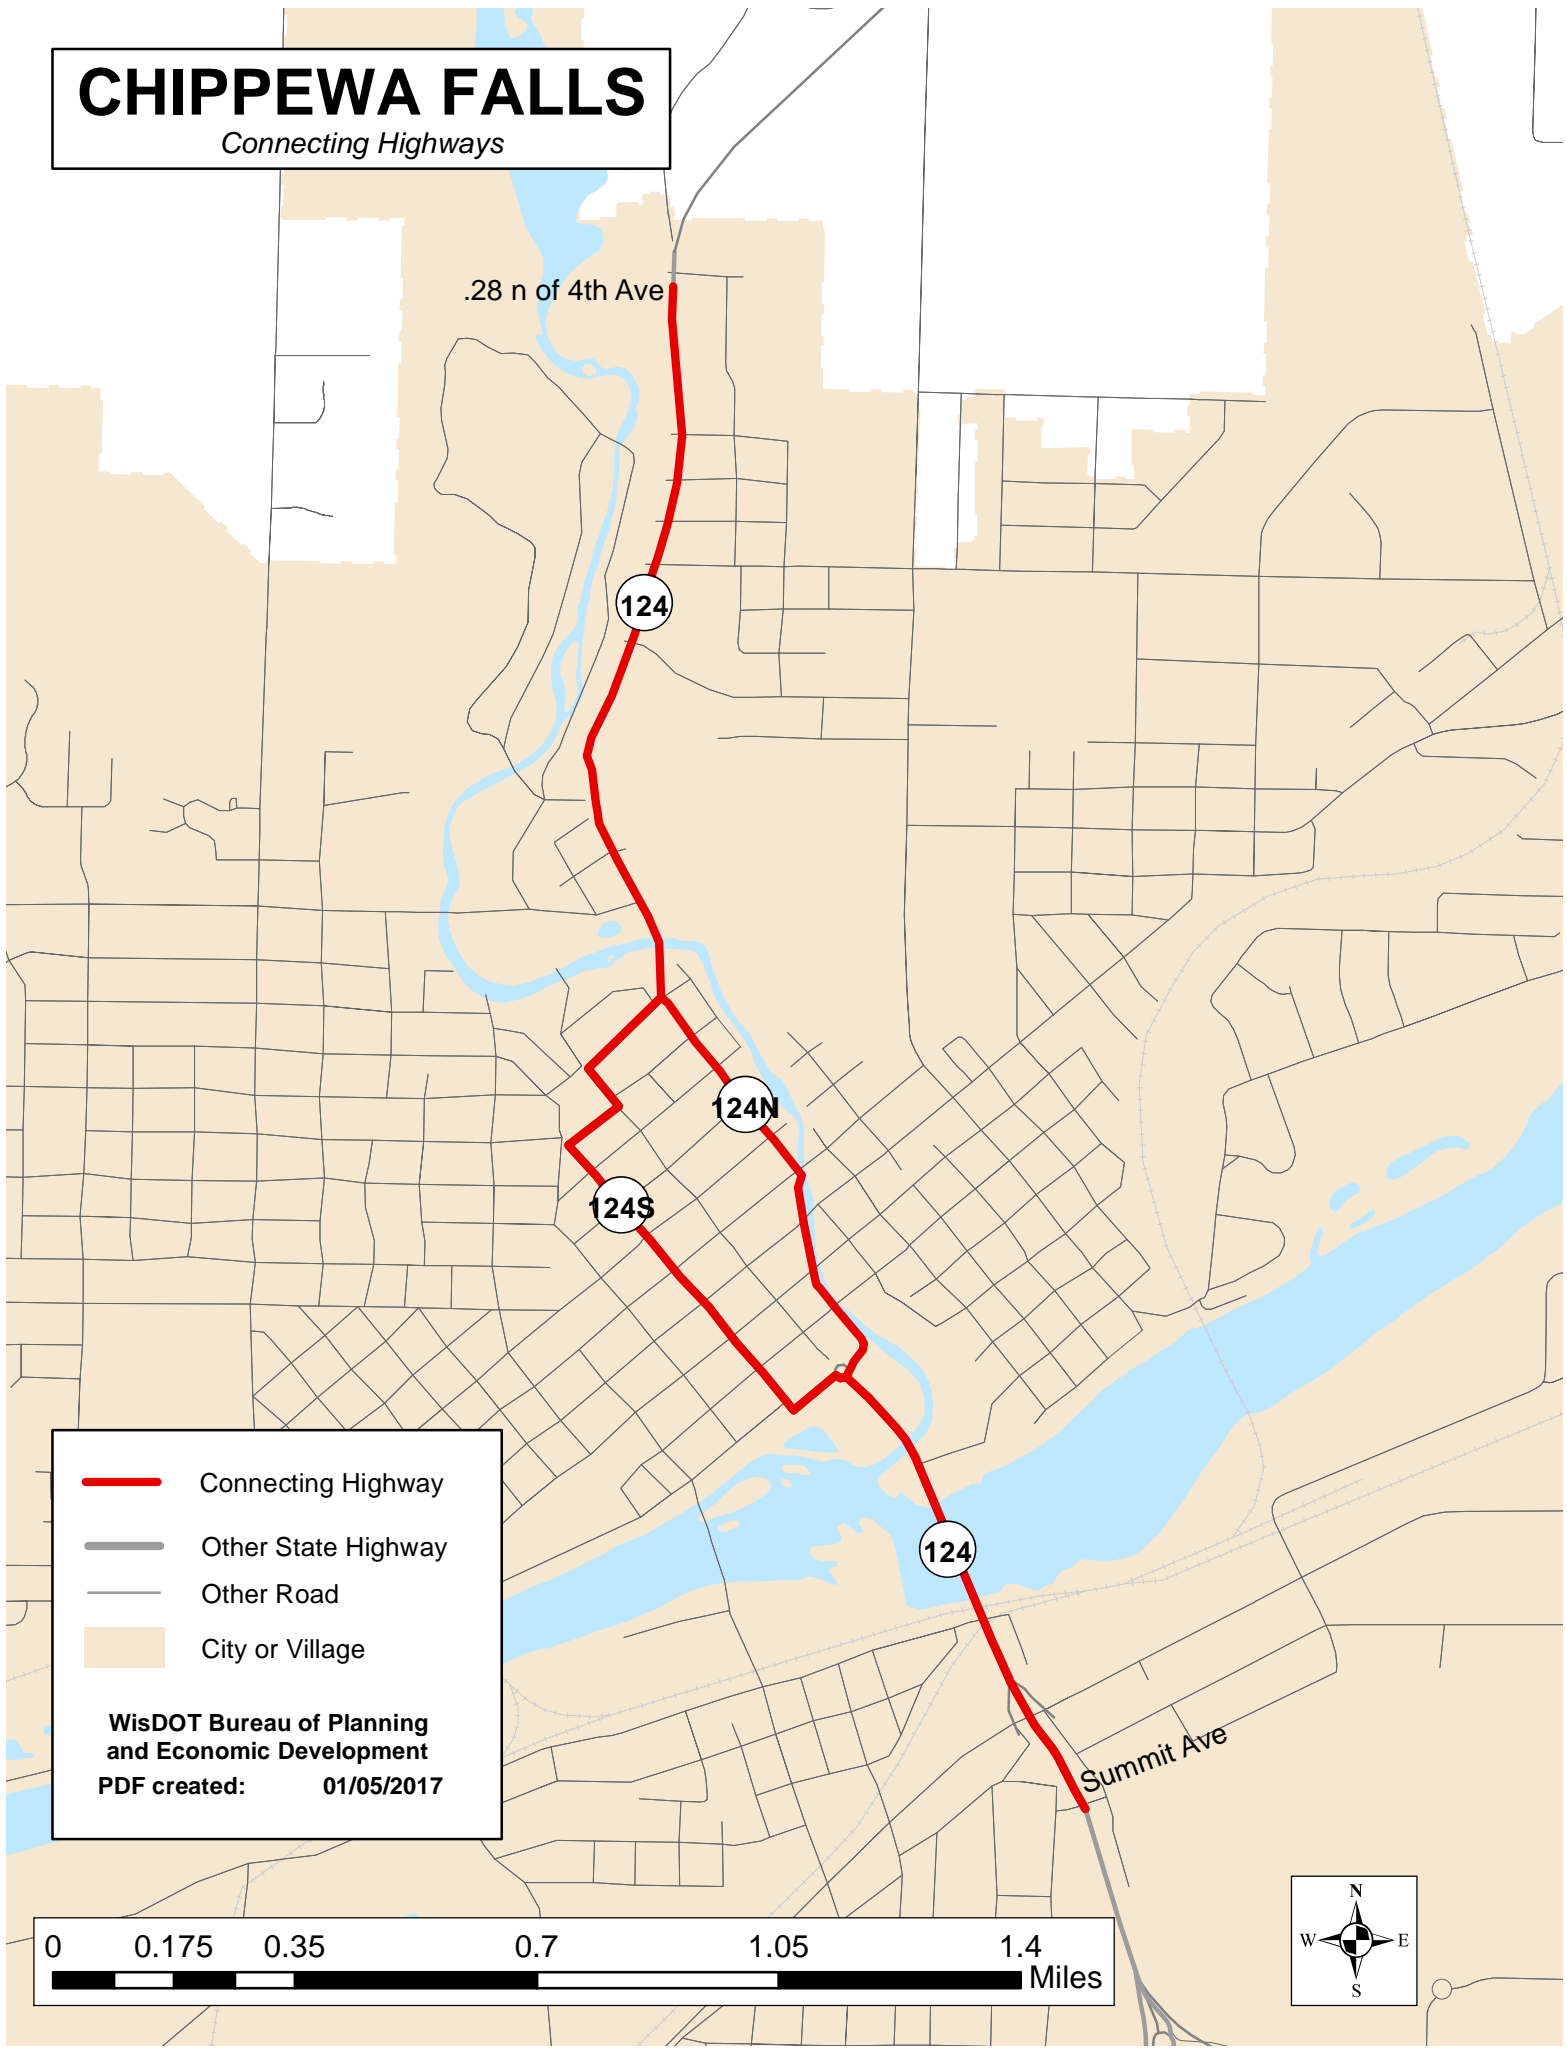 CHIPPEWA FALLS
Connecting Highways
.28 n of 4th Ave
124
124N
124S
124
Summit Ave
Connecting Highway
Other State Highway
Other Road
City or Village
WisDOT Bureau of Planning
and Economic Development
PDF created: 01/05/2017
0 0.175 0.35 0.7 1.05 1.4
Miles
N
W E
S